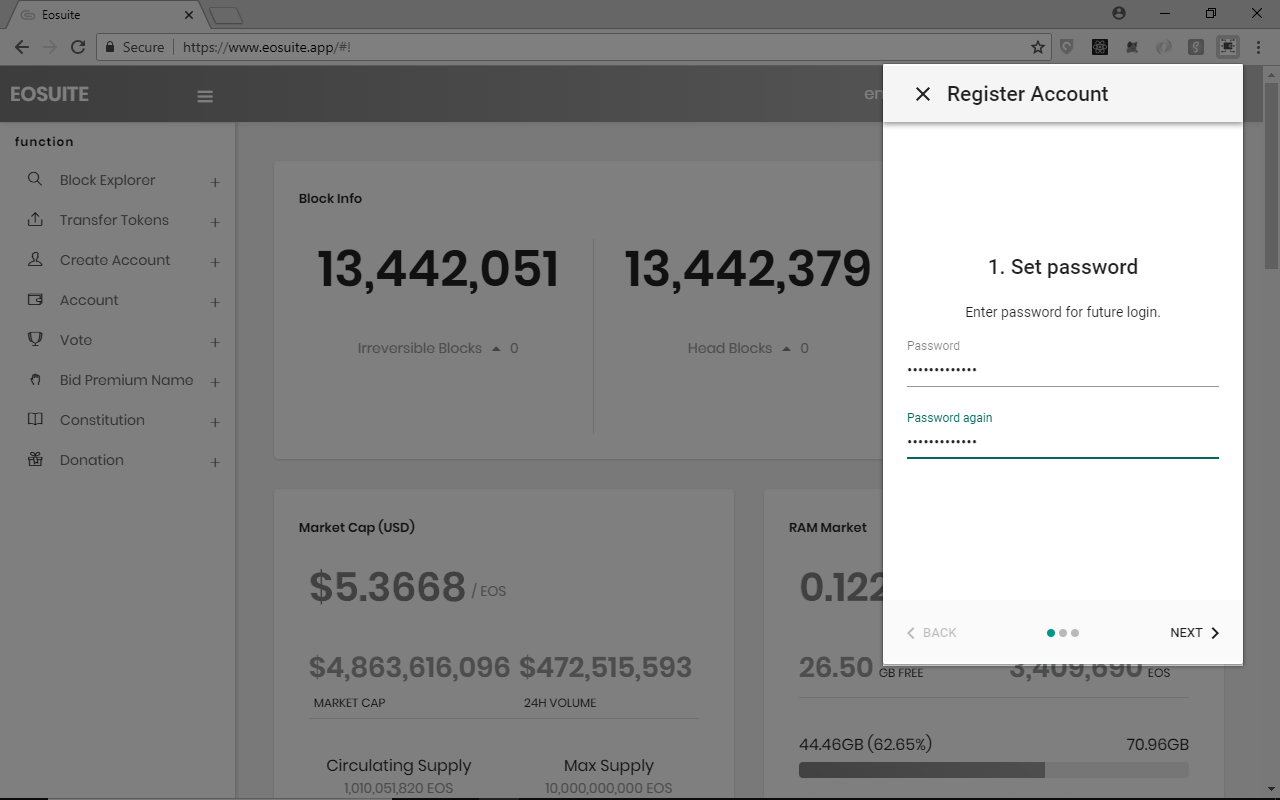 Eosuite
Secure
https://www.eosuite.app/#!
EOSUITE
en
function
Block Explorer +
Transfer Tokens +
Create Account +
Account +
Vote +
Bid Premium Name +
Constitution +
Donation +
Block Info
13,442,051
Irreversible Blocks 0
13,442,379
Head Blocks 0
Market Cap (USD)
$5.3668 / EOS
$4,863,616,096 $472,515,593
MARKET CAP 24H VOLUME
Circulating Supply Max Supply
1,010,051,820 EOS 10,000,000,000 EOS
RAM Market
0.122
26.50 GB FREE 3,409,690 EOS
44.46GB (62.65%) 70.96GB
Register Account
1. Set password
Enter password for future login.
Password
•••••••••••••
Password again
•••••••••••••
BACK NEXT